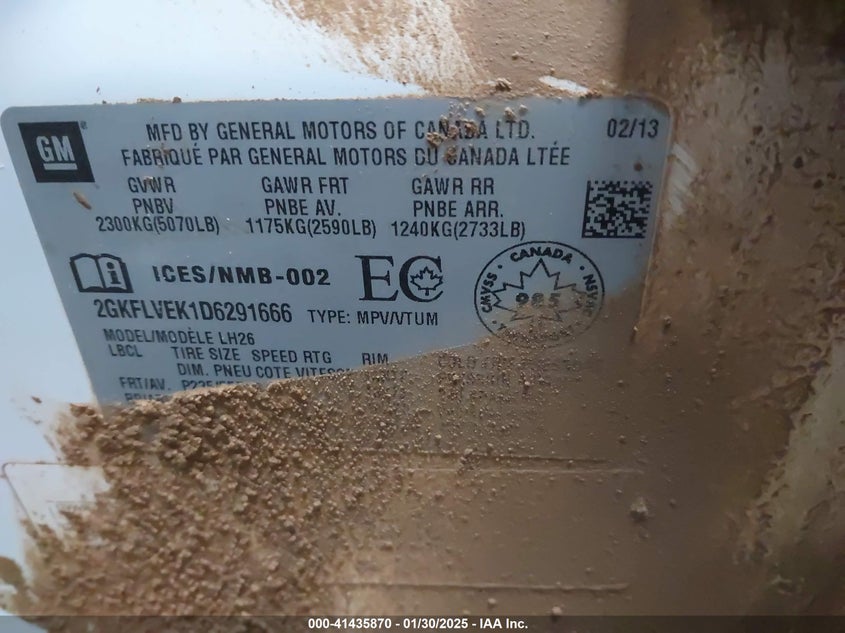 GM
MFD BY GENERAL MOTORS OF CANADA LTD. 02/13
FABRIQUÉ PAR GENERAL MOTORS DU CANADA LTÉE
GVWR GAWR FRT GAWR RR
PNBV PNBE AV. PNBE ARR.
2300KG(5070LB) 1175KG(2590LB) 1240KG(2733LB)
ICES/NMB-002 EC
CANADA
CMVSS
985
NSVAC
2GKFLVEK1D6291666 TYPE: MPV/VTUM
MODEL/MODÈLE LH26
LBCL TIRE SIZE SPEED RTG RIM
DIM. PNEU COTE
FRT/AV.
000-41435870 | 01/30/2025 - IAA Inc.